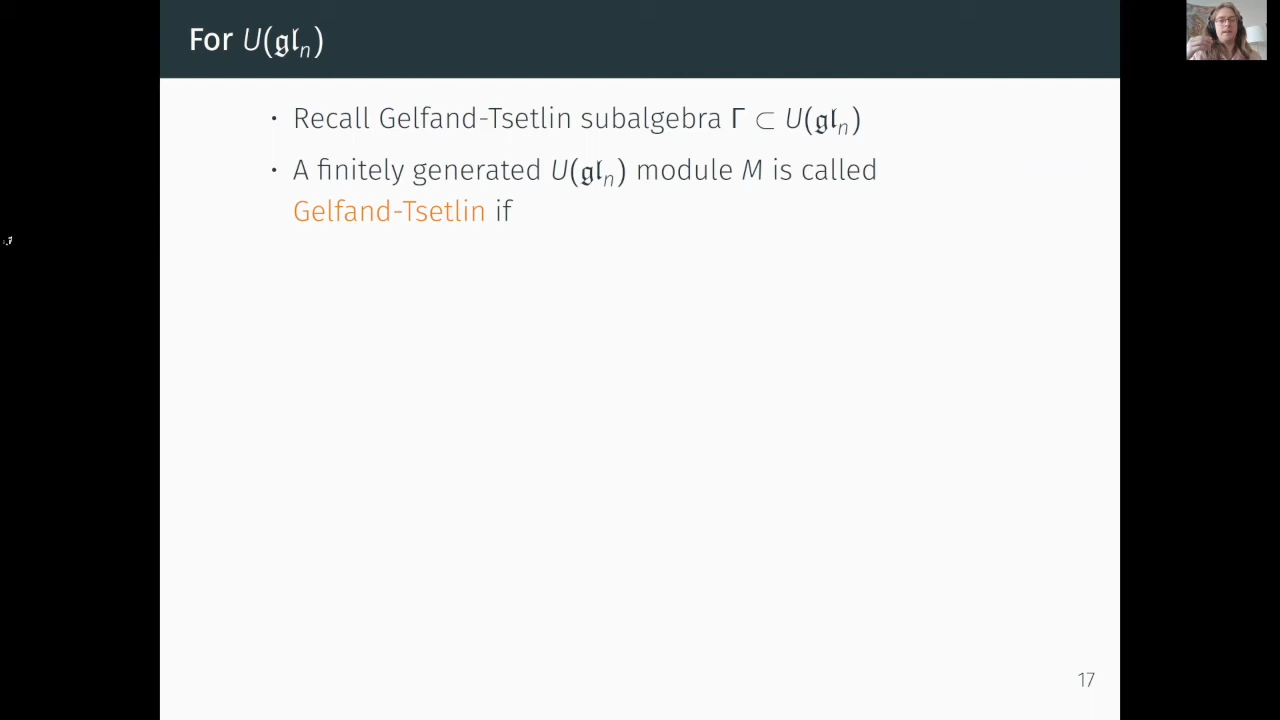 For U(𝔤𝔩ₙ)
• Recall Gelfand-Tsetlin subalgebra Γ ⊂ U(𝔤𝔩ₙ)
• A finitely generated U(𝔤𝔩ₙ) module M is called
Gelfand-Tsetlin if
17